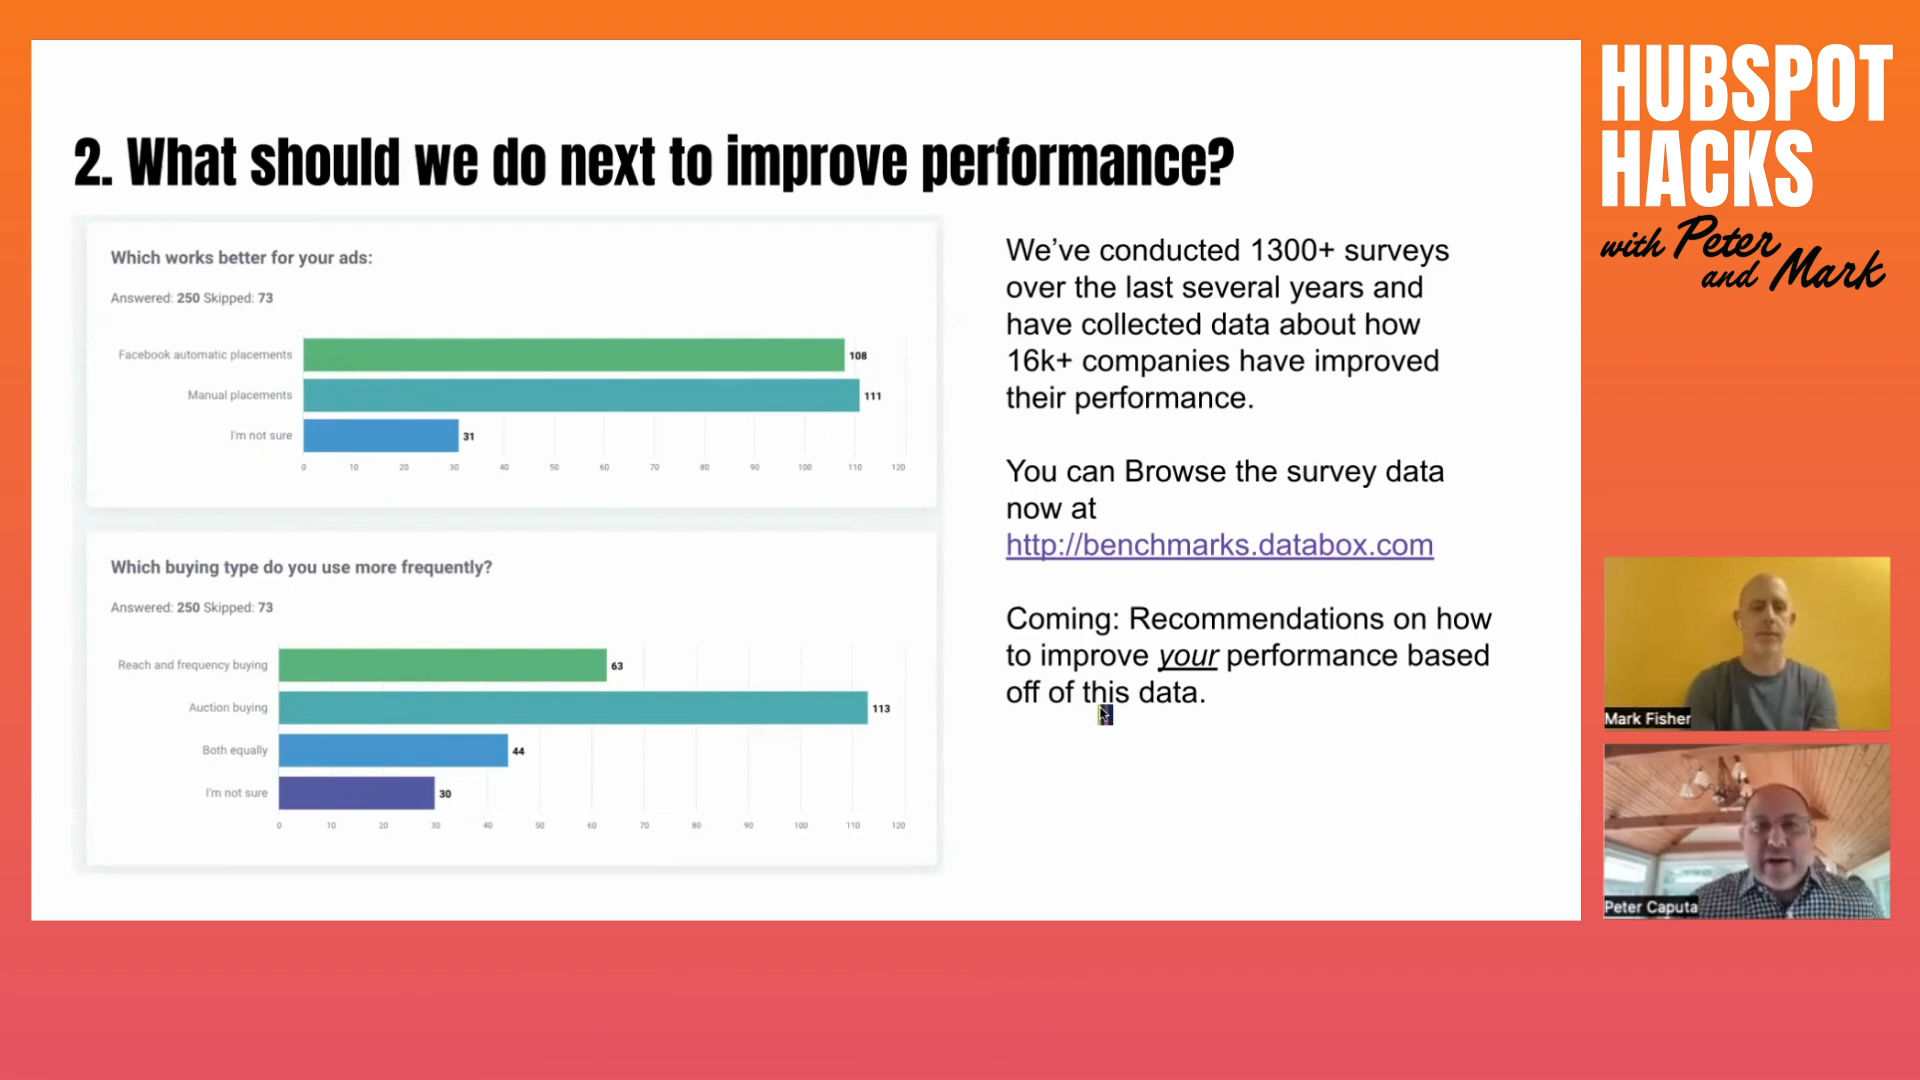 HUBSPOT
HACKS
with Peter
and Mark
2. What should we do next to improve performance?
Which works better for your ads:
Answered: 250 Skipped: 73
Facebook automatic placements 108
Manual placements 111
I'm not sure 31
0 10 20 30 40 50 60 70 80 90 100 110 120
Which buying type do you use more frequently?
Answered: 250 Skipped: 73
Reach and frequency buying 63
Auction buying 113
Both equally 44
I'm not sure 30
0 10 20 30 40 50 60 70 80 90 100 110 120
We've conducted 1300+ surveys
over the last several years and
have collected data about how
16k+ companies have improved
their performance.
You can Browse the survey data
now at
http://benchmarks.databox.com
Coming: Recommendations on how
to improve your performance based
off of this data.
Mark Fisher
Peter Caputa